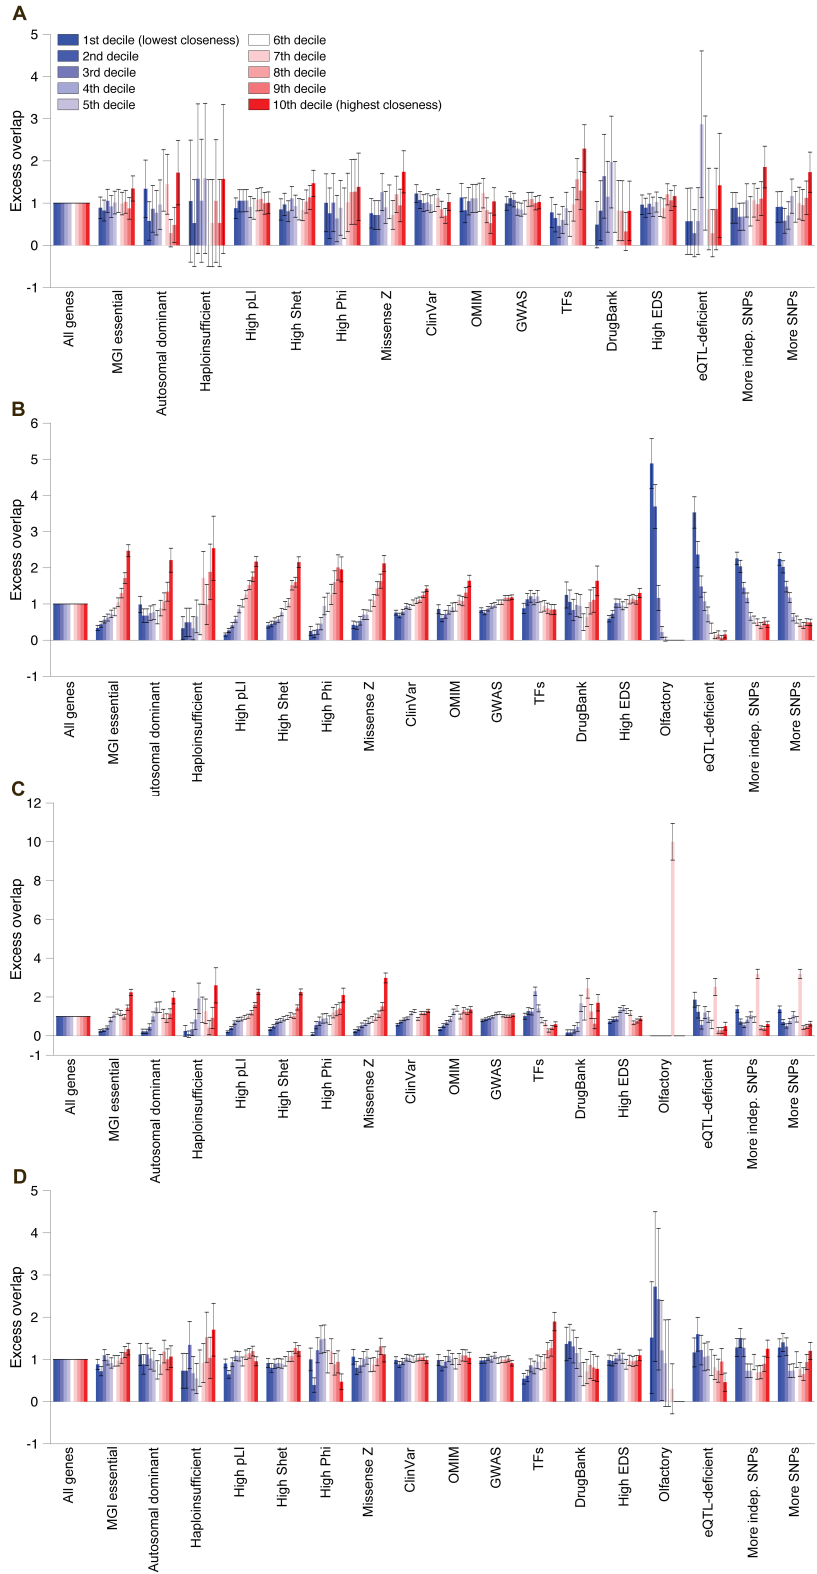 A
Excess overlap
5
4
3
2
1
0
-1
1st decile (lowest closeness)
2nd decile
3rd decile
4th decile
5th decile
6th decile
7th decile
8th decile
9th decile
10th decile (highest closeness)
All genes
MGI essential
Autosomal dominant
Haploinsufficient
High pLI
High Shet
High Phi
Missense Z
ClinVar
OMIM
GWAS
TFs
DrugBank
High EDS
eQTL-deficient
More indep. SNPs
More SNPs
B
Excess overlap
6
5
4
3
2
1
0
-1
All genes
MGI essential
utosomal dominant
Haploinsufficient
High pLI
High Shet
High Phi
Missense Z
ClinVar
OMIM
GWAS
TFs
DrugBank
High EDS
Olfactory
eQTL-deficient
More indep. SNPs
More SNPs
C
Excess overlap
12
10
8
6
4
2
0
-1
All genes
MGI essential
Autosomal dominant
Haploinsufficient
High pLI
High Shet
High Phi
Missense Z
ClinVar
OMIM
GWAS
TFs
DrugBank
High EDS
Olfactory
eQTL-deficient
More indep. SNPs
More SNPs
D
Excess overlap
5
4
3
2
1
0
-1
All genes
MGI essential
Autosomal dominant
Haploinsufficient
High pLI
High Shet
High Phi
Missense Z
ClinVar
OMIM
GWAS
TFs
DrugBank
High EDS
Olfactory
eQTL-deficient
More indep. SNPs
More SNPs